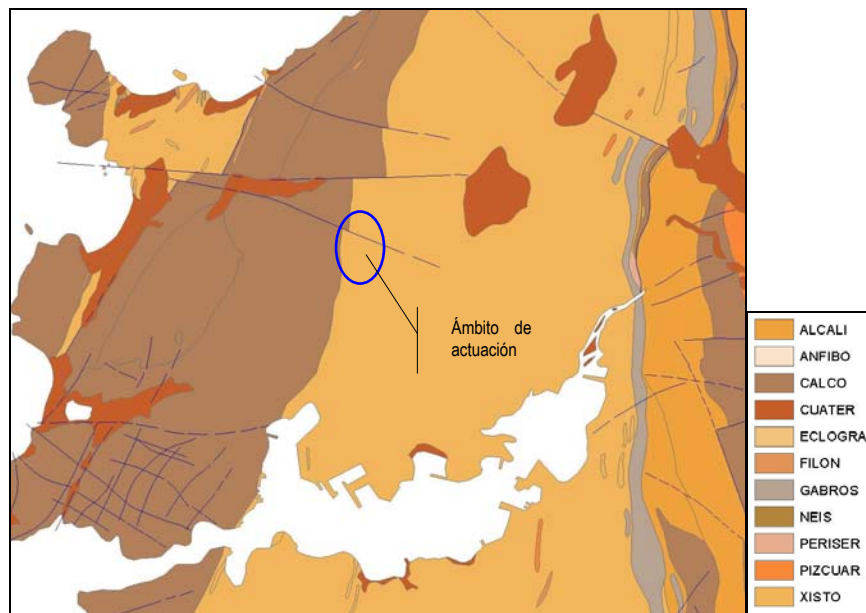 Ámbito de
actuación
ALCALI
ANFIBO
CALCO
CUATER
ECLOGRA
FILON
GABROS
NEIS
PERISER
PIZCUAR
XISTO